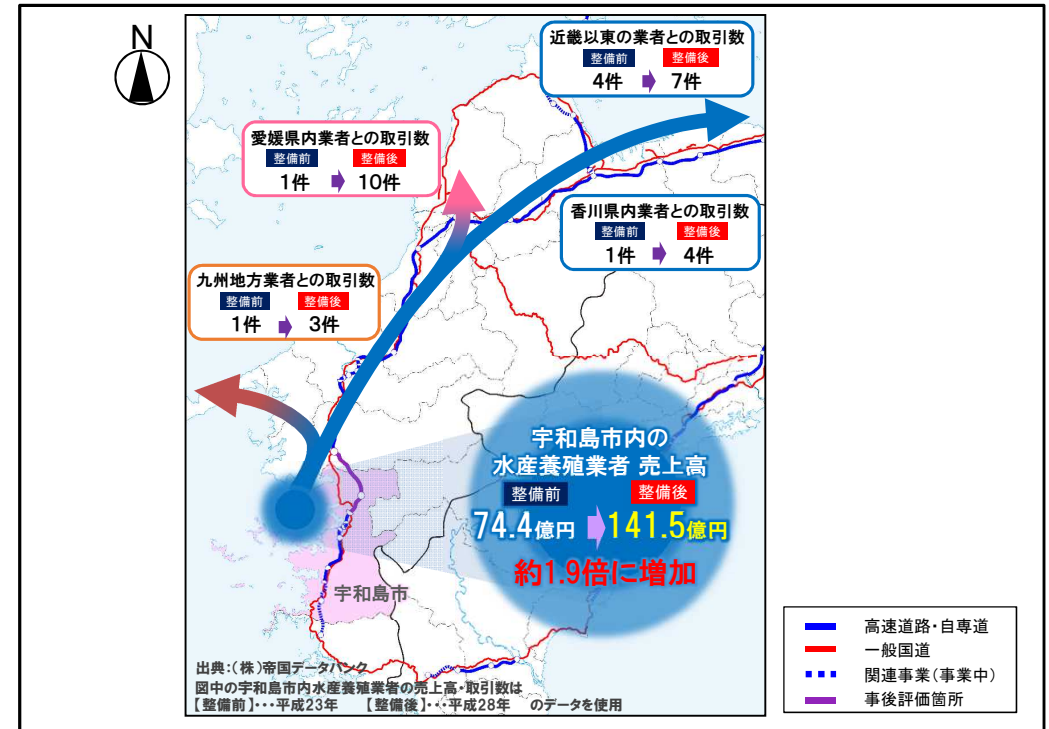 N
近畿以東の業者との取引数
整備前 整備後
4件 7件
愛媛県内業者との取引数
整備前 整備後
1件 10件
香川県内業者との取引数
整備前 整備後
1件 4件
九州地方業者との取引数
整備前 整備後
1件 3件
宇和島市内の
水産養殖業者 売上高
整備前 整備後
74.4億円 141.5億円
約1.9倍に増加
宇和島市
出典:(株)帝国データバンク
図中の宇和島市内水産養殖業者の売上高・取引数は
【整備前】・・・平成23年 【整備後】・・・平成28年 のデータを使用
高速道路・自専道
一般国道
関連事業(事業中)
事後評価箇所